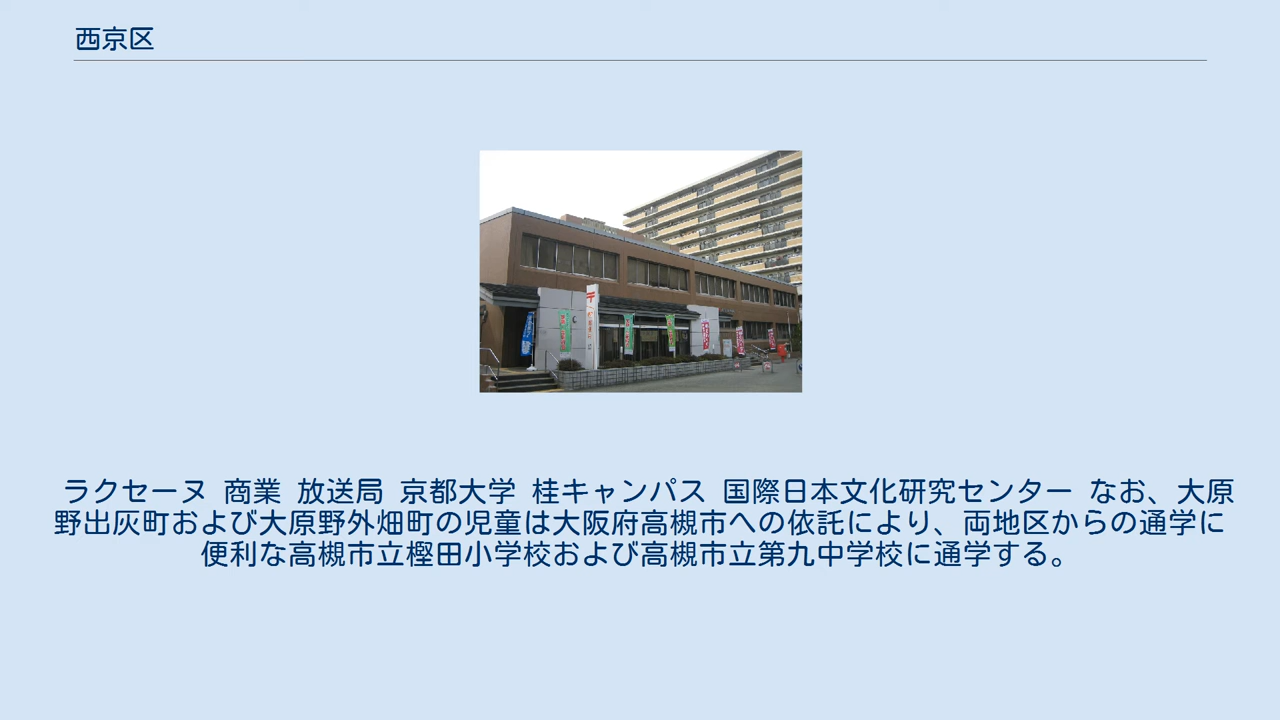 西京区
〒
ラクセーヌ 商業 放送局 京都大学 桂キャンパス 国際日本文化研究センター なお、大原
野出灰町および大原野外畑町の児童は大阪府高槻市への依託により、両地区からの通学に
便利な高槻市立樫田小学校および高槻市立第九中学校に通学する。